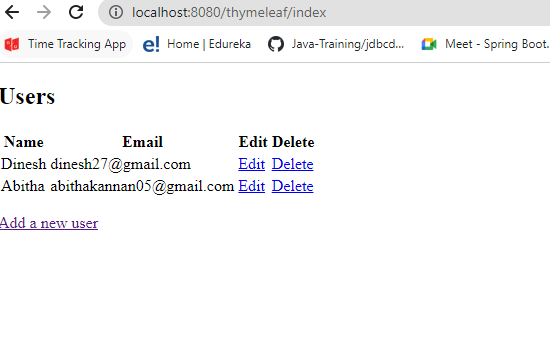 localhost:8080/thymeleaf/index
Time Tracking App e! Home | Edureka Java-Training/jdbcd... Meet - Spring Boot.
Users
Name Email Edit Delete
Dinesh dinesh27@gmail.com Edit Delete
Abitha abithakannan05@gmail.com Edit Delete
Add a new user